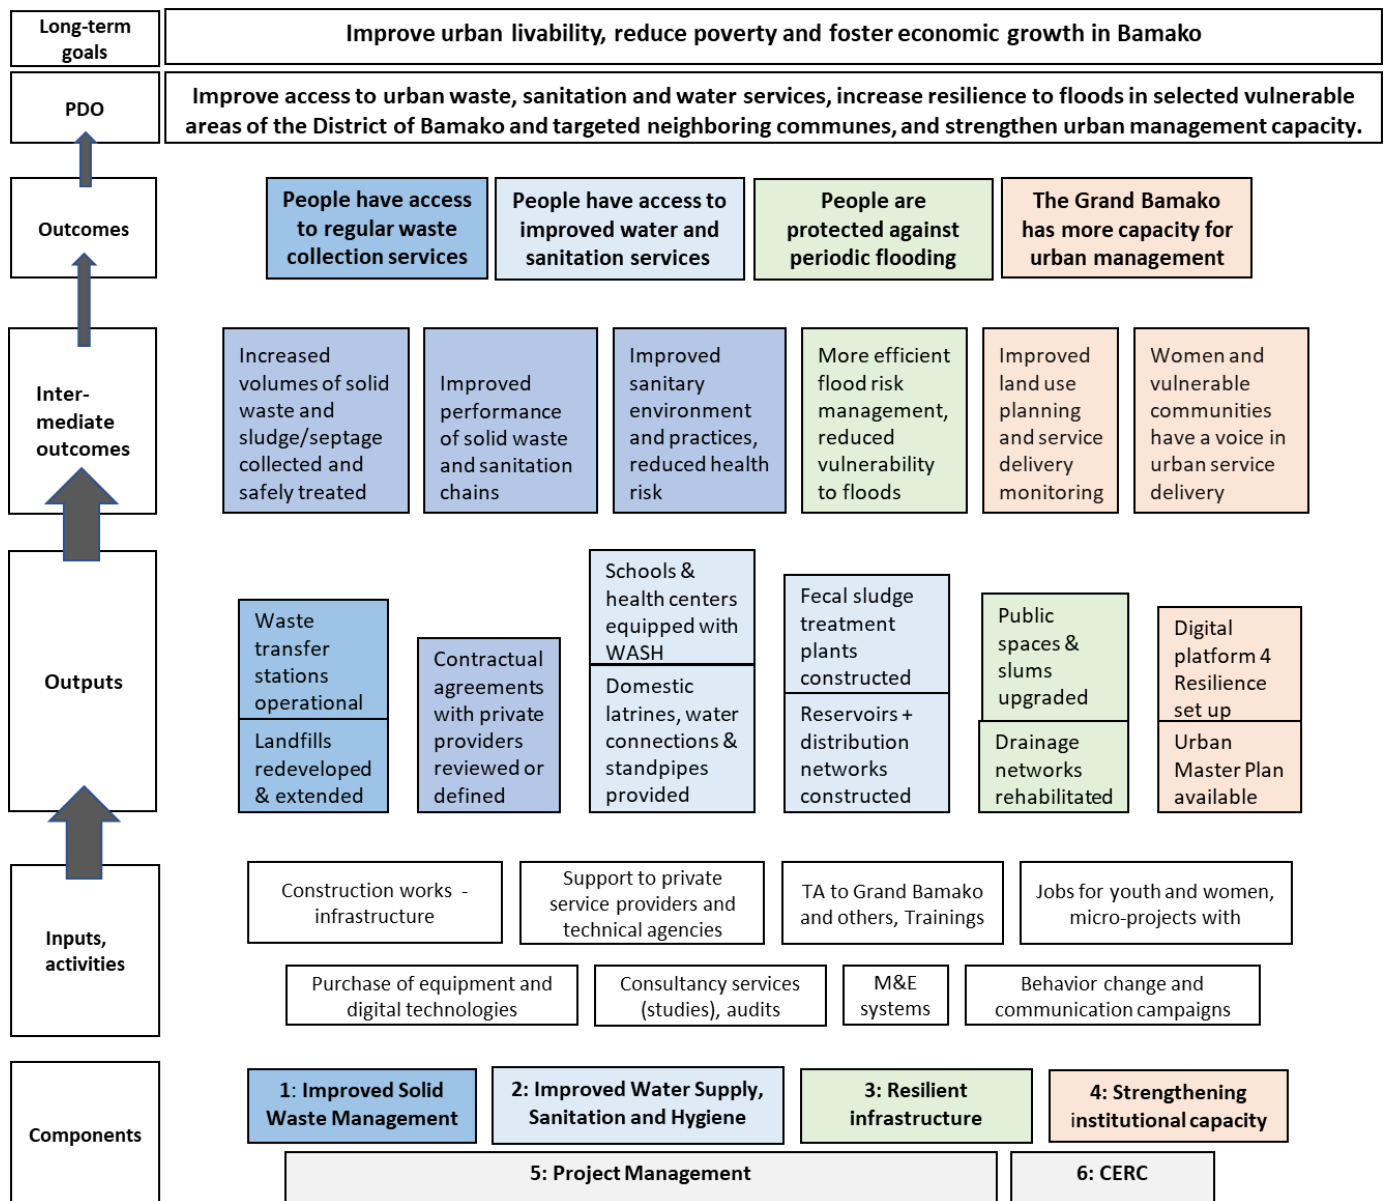 Long-term
goals
Improve urban livability, reduce poverty and foster economic growth in Bamako
PDO
Improve access to urban waste, sanitation and water services, increase resilience to floods in selected vulnerable
areas of the District of Bamako and targeted neighboring communes, and strengthen urban management capacity.
Outcomes
People have access
to regular waste
collection services
People have access to
improved water and
sanitation services
People are
protected against
periodic flooding
The Grand Bamako
has more capacity for
urban management
Inter-
mediate
outcomes
Increased
volumes of solid
waste and
sludge/septage
collected and
safely treated
Improved
performance
of solid waste
and sanitation
chains
Improved
sanitary
environment
and practices,
reduced health
risk
More efficient
flood risk
management,
reduced
vulnerability
to floods
Improved
land use
planning
and service
delivery
monitoring
Women and
vulnerable
communities
have a voice in
urban service
delivery
Outputs
Waste
transfer
stations
operational
Landfills
redeveloped
& extended
Contractual
agreements
with private
providers
reviewed or
defined
Schools &
health centers
equipped with
WASH
Domestic
latrines, water
connections &
standpipes
provided
Fecal sludge
treatment
plants
constructed
Reservoirs +
distribution
networks
constructed
Public
spaces &
slums
upgraded
Drainage
networks
rehabilitated
Digital
platform 4
Resilience
set up
Urban
Master Plan
available
Inputs,
activities
Construction works -
infrastructure
Support to private
service providers and
technical agencies
TA to Grand Bamako
and others, Trainings
Jobs for youth and women,
micro-projects with
Purchase of equipment and
digital technologies
Consultancy services
(studies), audits
M&E
systems
Behavior change and
communication campaigns
Components
1: Improved Solid
Waste Management
2: Improved Water Supply,
Sanitation and Hygiene
3: Resilient
infrastructure
4: Strengthening
institutional capacity
5: Project Management
6: CERC